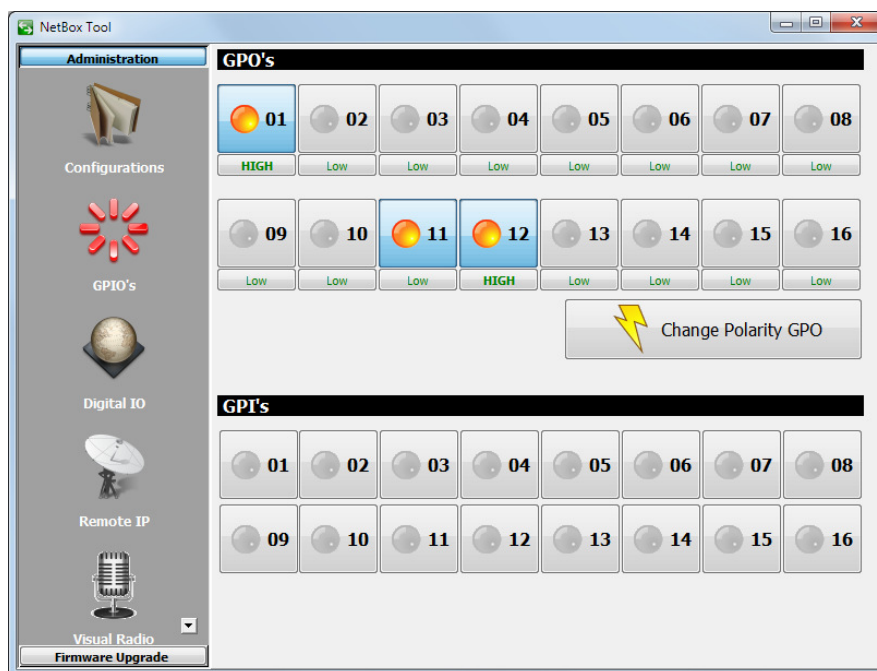 NetBox Tool
Administration
Configurations
GPIO's
Digital IO
Remote IP
Visual Radio
Firmware Upgrade
GPO's
01 02 03 04 05 06 07 08
HIGH Low Low Low Low Low Low Low
09 10 11 12 13 14 15 16
Low Low Low HIGH Low Low Low Low
Change Polarity GPO
GPI's
01 02 03 04 05 06 07 08
09 10 11 12 13 14 15 16